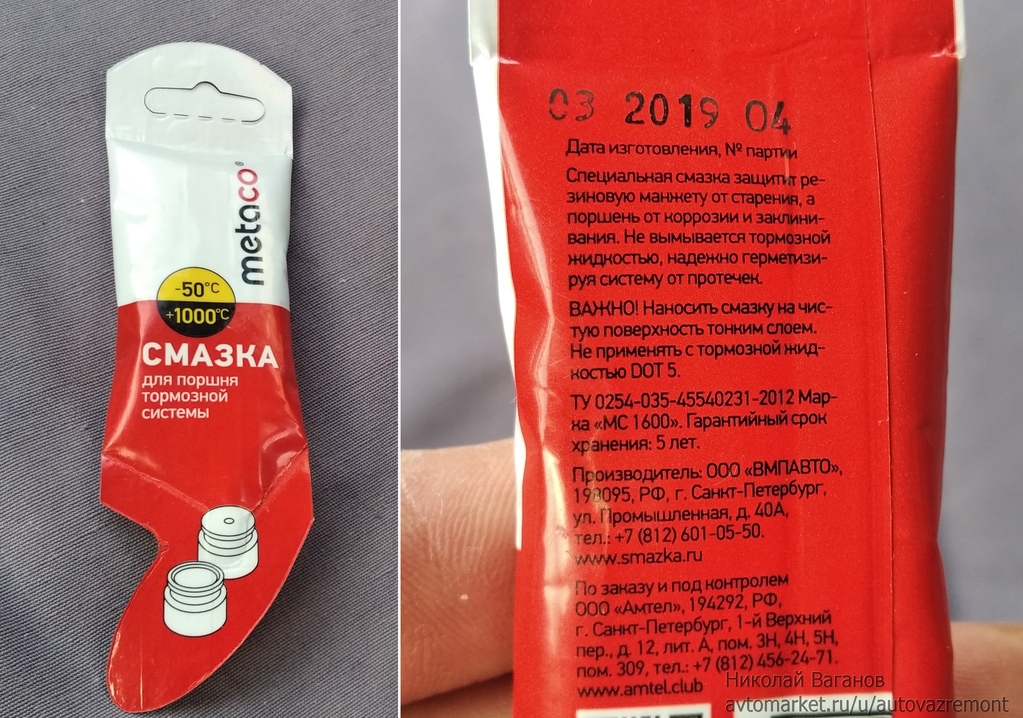 metaco®
-50°C
+1000°C
СМАЗКА
для поршня
тормозной
системы
03 2019 04
Дата изготовления, № партии
Специальная смазка защитит ре-
зиновую манжету от старения, а
поршень от коррозии и заклини-
вания. Не вымывается тормозной
жидкостью, надежно герметизи-
руя систему от протечек.
ВАЖНО! Наносить смазку на чис-
тую поверхность тонким слоем.
Не применять с тормозной жид-
костью DOT 5.
ТУ 0254-035-45540231-2012 Мар-
ка «МС 1600». Гарантийный срок
хранения: 5 лет.
Производитель: ООО «ВМПАВТО»,
198095, РФ, г. Санкт-Петербург,
ул. Промышленная, д. 40А,
тел.: +7 (812) 601-05-50.
www.smazka.ru
По заказу и под контролем
ООО «Амтел», 194292, РФ,
г. Санкт-Петербург, 1-й Верхний
пер., д. 12, лит. А, пом. 3Н, 4Н, 5Н,
пом. 309, тел.: +7 (812) 456-24-71.
www.amtel.club
Николай Ваганов
avtomarket.ru/u/autovazremont